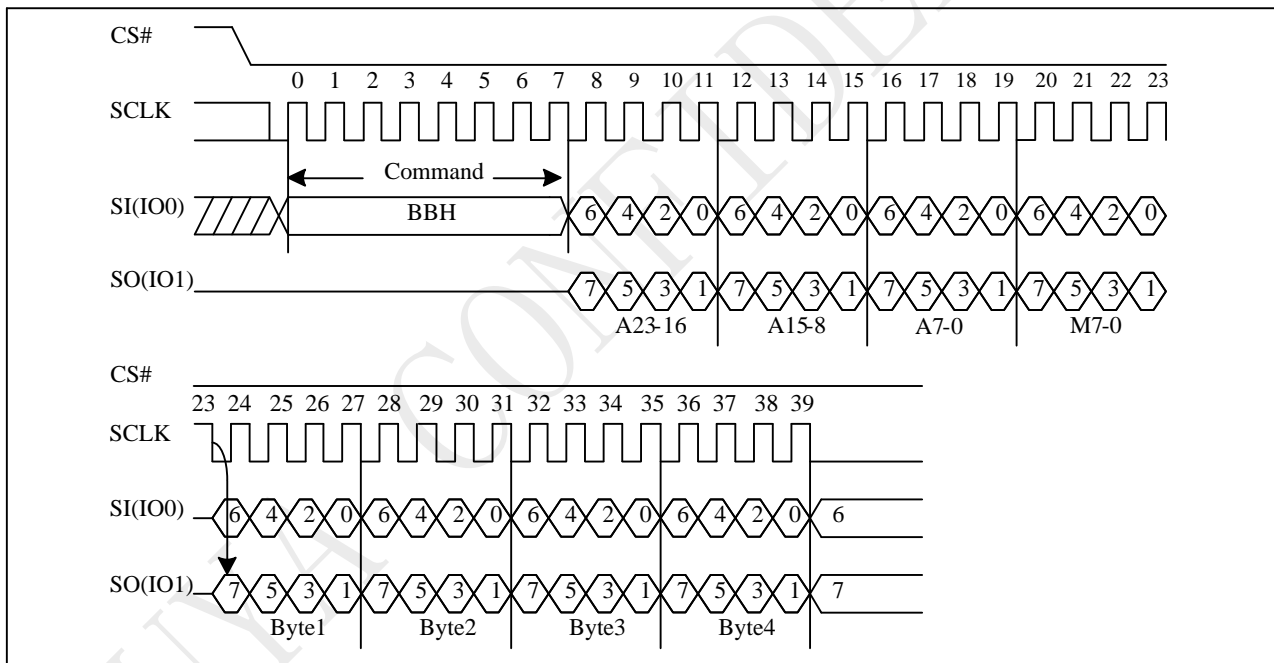 CS#
0 1 2 3 4 5 6 7 8 9 10 11 12 13 14 15 16 17 18 19 20 21 22 23
SCLK
Command
SI(IO0) BBH 6 4 2 0 6 4 2 0 6 4 2 0 6 4 2 0
SO(IO1) 7 5 3 1 7 5 3 1 7 5 3 1 7 5 3 1
A23-16 A15-8 A7-0 M7-0
CS#
23 24 25 26 27 28 29 30 31 32 33 34 35 36 37 38 39
SCLK
SI(IO0) 6 4 2 0 6 4 2 0 6 4 2 0 6 4 2 0 6
SO(IO1) 7 5 3 1 7 5 3 1 7 5 3 1 7 5 3 1 7
Byte1 Byte2 Byte3 Byte4